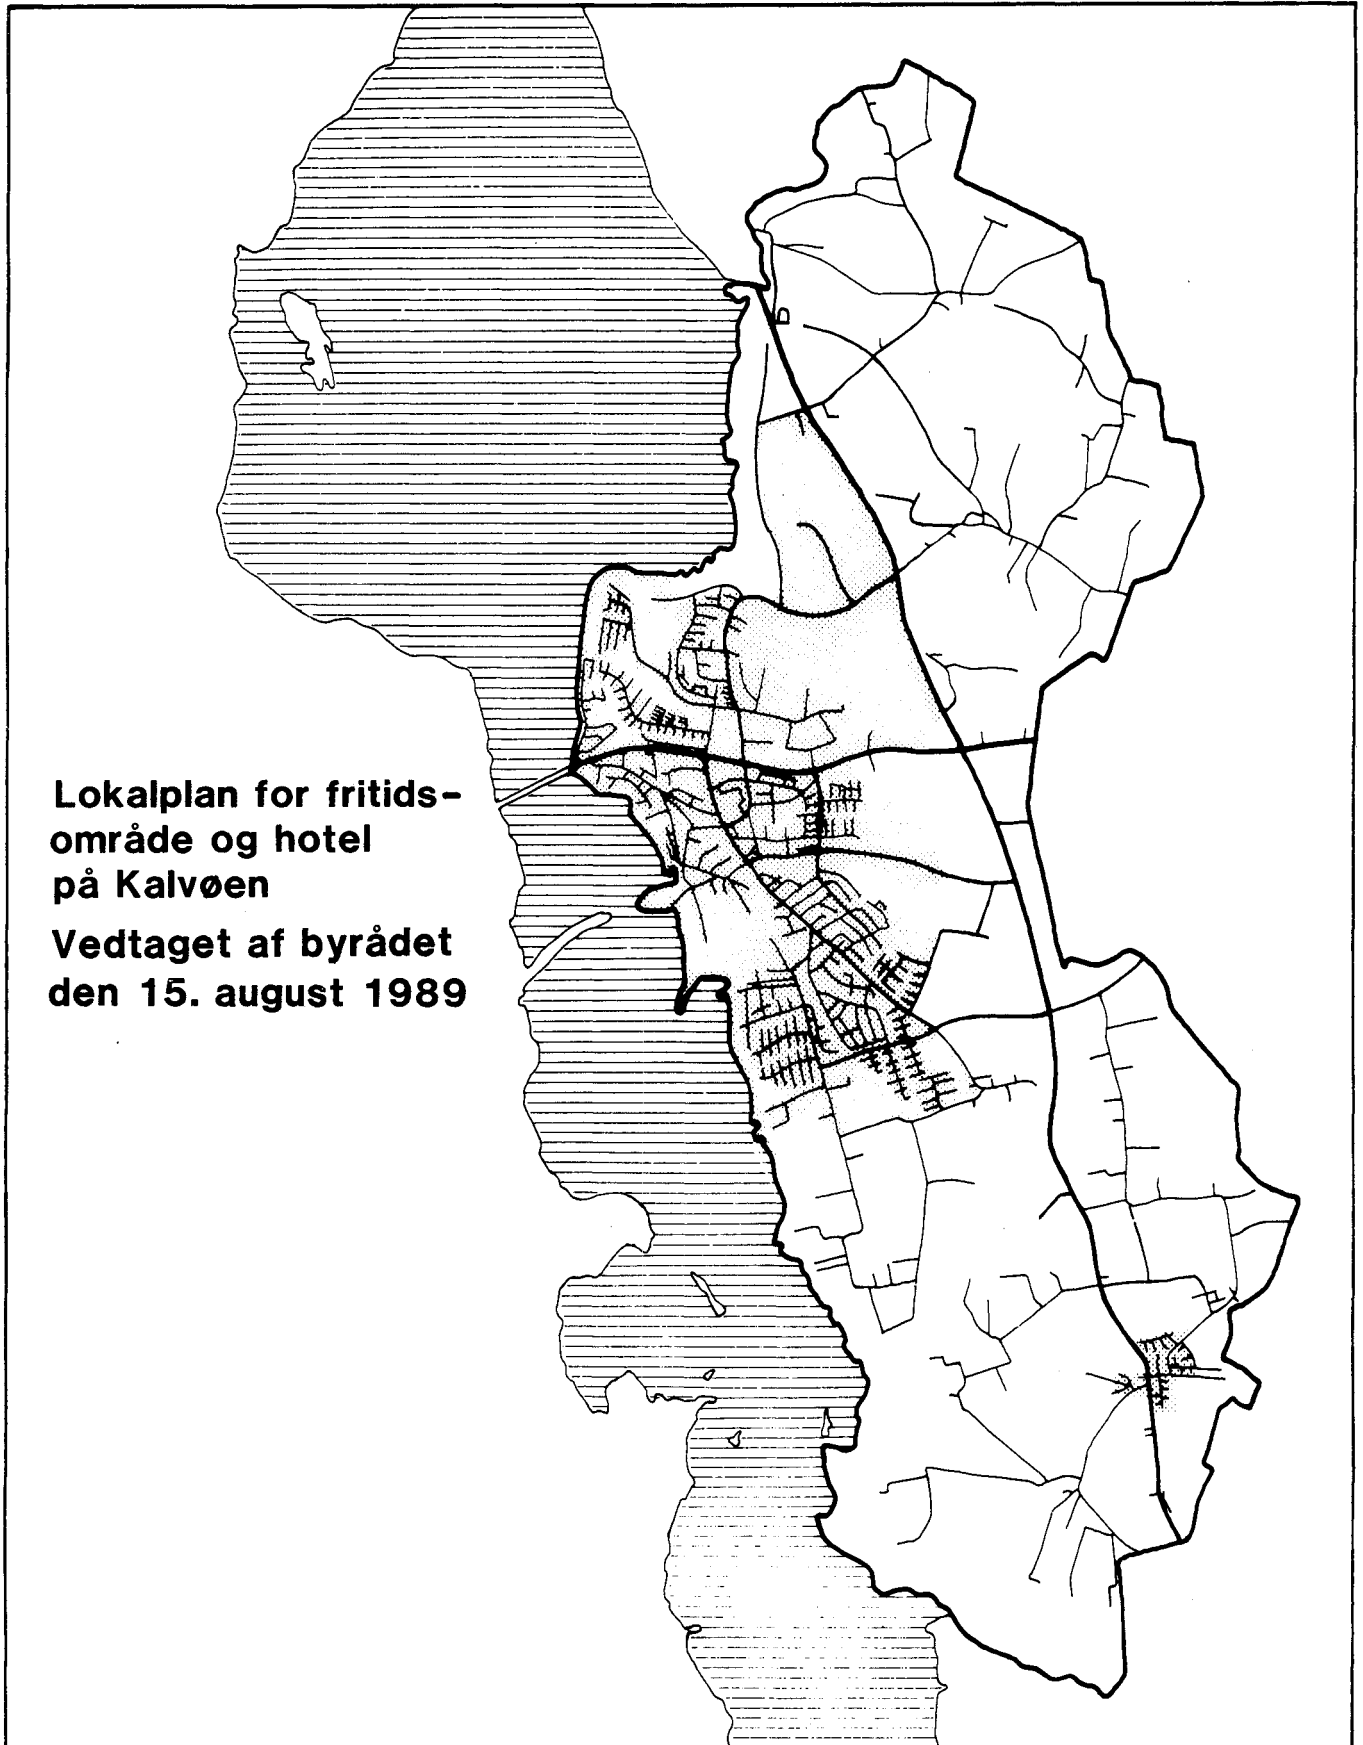 Lokalplan for fritids-
område og hotel
på Kalvøen
Vedtaget af byrådet
den 15. august 1989